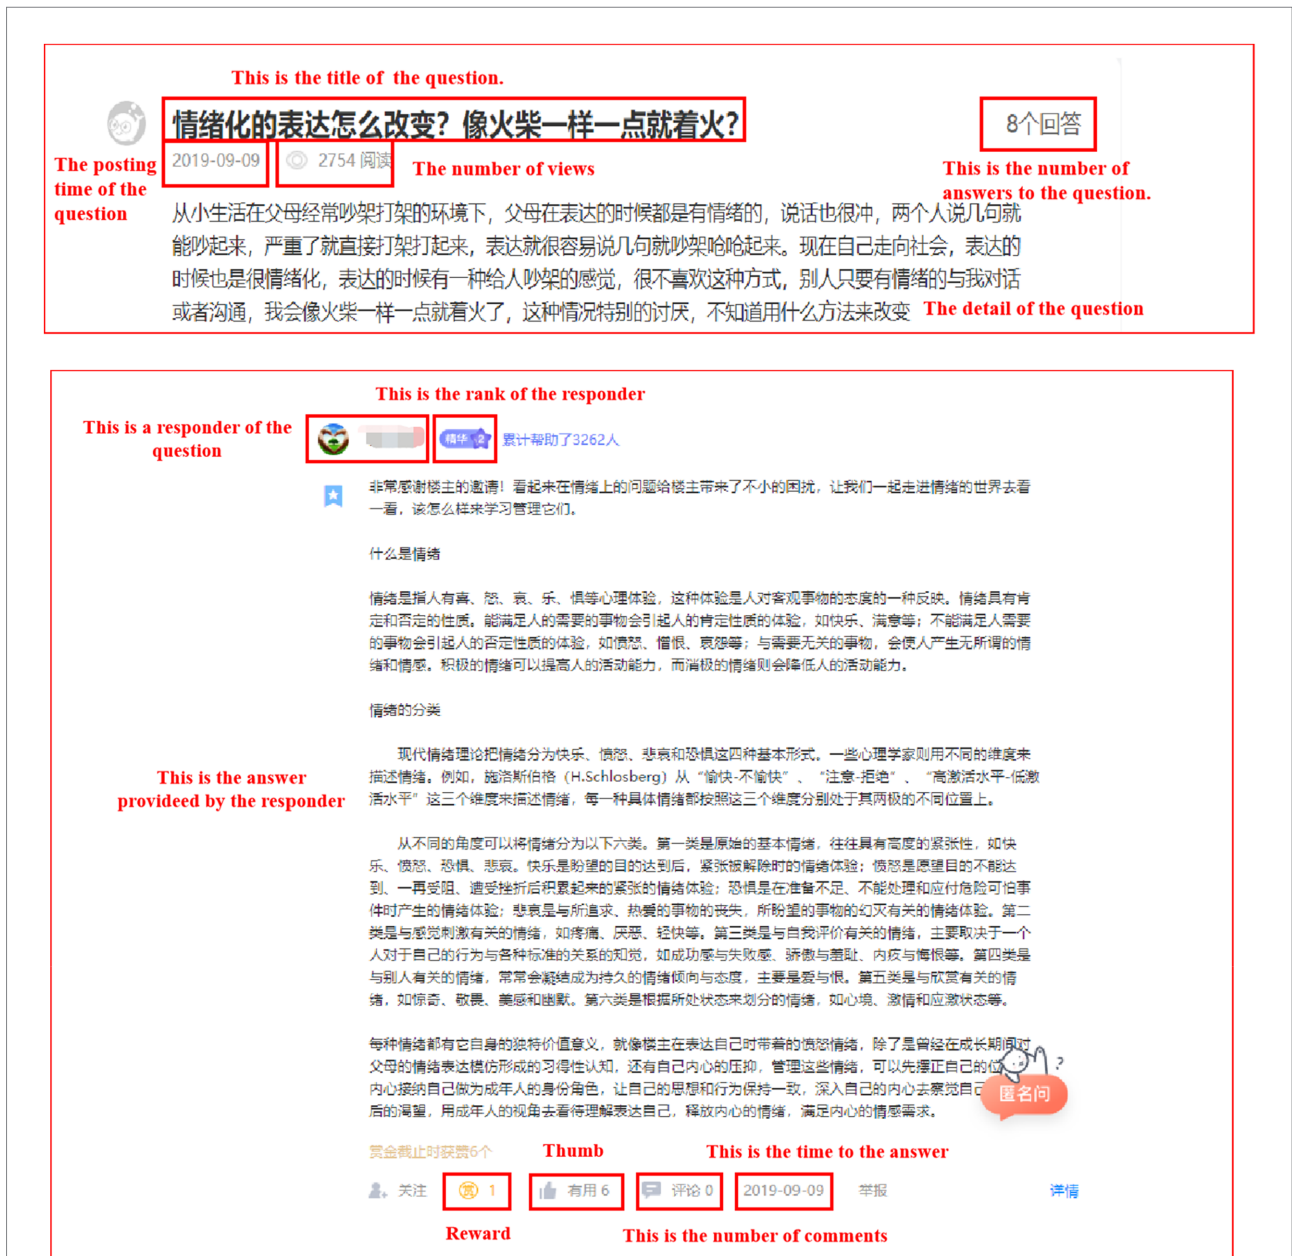 This is the title of the question.
情绪化的表达怎么改变？像火柴一样一点就着火？
8个回答
The posting time of the question
2019-09-09
2754 阅读
The number of views
This is the number of answers to the question.
从小生活在父母经常吵架打架的环境下，父母在表达的时候都是有情绪的，说话也很冲，两个人说几句就
能吵起来，严重了就直接打架打起来，表达就很容易说几句就吵架呛呛起来。现在自己走向社会，表达的
时候也是很情绪化，表达的时候有一种给人吵架的感觉，很不喜欢这种方式，别人只要有情绪的与我对话
或者沟通，我会像火柴一样一点就着火了，这种情况特别的讨厌，不知道用什么方法来改变
The detail of the question
This is the rank of the responder
This is a responder of the question
精华 2
累计帮助了3262人
非常感谢楼主的邀请！看起来在情绪上的问题给楼主带来了不小的困扰，让我们一起走进情绪的世界去看
一看，该怎么样来学习管理它们。
什么是情绪
情绪是指人有喜、怒、哀、乐、惧等心理体验，这种体验是人对客观事物的态度的一种反映。情绪具有肯
定和否定的性质。能满足人的需要的事物会引起人的肯定性质的体验，如快乐、满意等；不能满足人需要
的事物会引起人的否定性质的体验，如愤怒、憎恨、哀怨等；与需要无关的事物，会使人产生无所谓的情
绪和情感。积极的情绪可以提高人的活动能力，而消极的情绪则会降低人的活动能力。
情绪的分类
现代情绪理论把情绪分为快乐、愤怒、悲哀和恐惧这四种基本形式。一些心理学家则用不同的维度来
描述情绪。例如，施洛斯伯格（H.Schlosberg）从“愉快-不愉快”、“注意-拒绝”、“高激活水平-低激
活水平”这三个维度来描述情绪，每一种具体情绪都按照这三个维度分别处于其两极的不同位置上。
This is the answer provideed by the responder
从不同的角度可以将情绪分为以下六类。第一类是原始的基本情绪，往往具有高度的紧张性，如快
乐、愤怒、恐惧、悲哀。快乐是盼望的目的达到后，紧张被解除时的情绪体验；愤怒是愿望目的不能达
到、一再受阻、遭受挫折后积累起来的紧张的情绪体验；恐惧是在准备不足、不能处理和应付危险可怕事
件时产生的情绪体验；悲哀是与所追求、热爱的事物的丧失，所盼望的事物的幻灭有关的情绪体验。第二
类是与感觉刺激有关的情绪，如疼痛、厌恶、轻快等。第三类是与自我评价有关的情绪，主要取决于一个
人对于自己的行为与各种标准的关系的知觉，如成功感与失败感、骄傲与羞耻、内疚与悔恨等。第四类是
与别人有关的情绪，常常会凝结成为持久的情绪倾向与态度，主要是爱与恨。第五类是与欣赏有关的情
绪，如惊奇、敬畏、美感和幽默。第六类是根据所处状态来划分的情绪，如心境、激情和应激状态等。
每种情绪都有它自身的独特价值意义，就像楼主在表达自己时带着的愤怒情绪，除了是曾经在成长期间对
父母的情绪表达模仿形成的习得性认知，还有自己内心的压抑，管理这些情绪，可以先摆正自己的位
内心接纳自己做为成年人的身份角色，让自己的思想和行为保持一致，深入自己的内心去察觉自己
后的渴望，用成年人的视角去看待理解表达自己，释放内心的情绪，满足内心的情感需求。
匿名问
赏金截止时获赞6个
Thumb
This is the time to the answer
关注
赏 1
有用 6
评论 0
2019-09-09
举报
详情
Reward
This is the number of comments